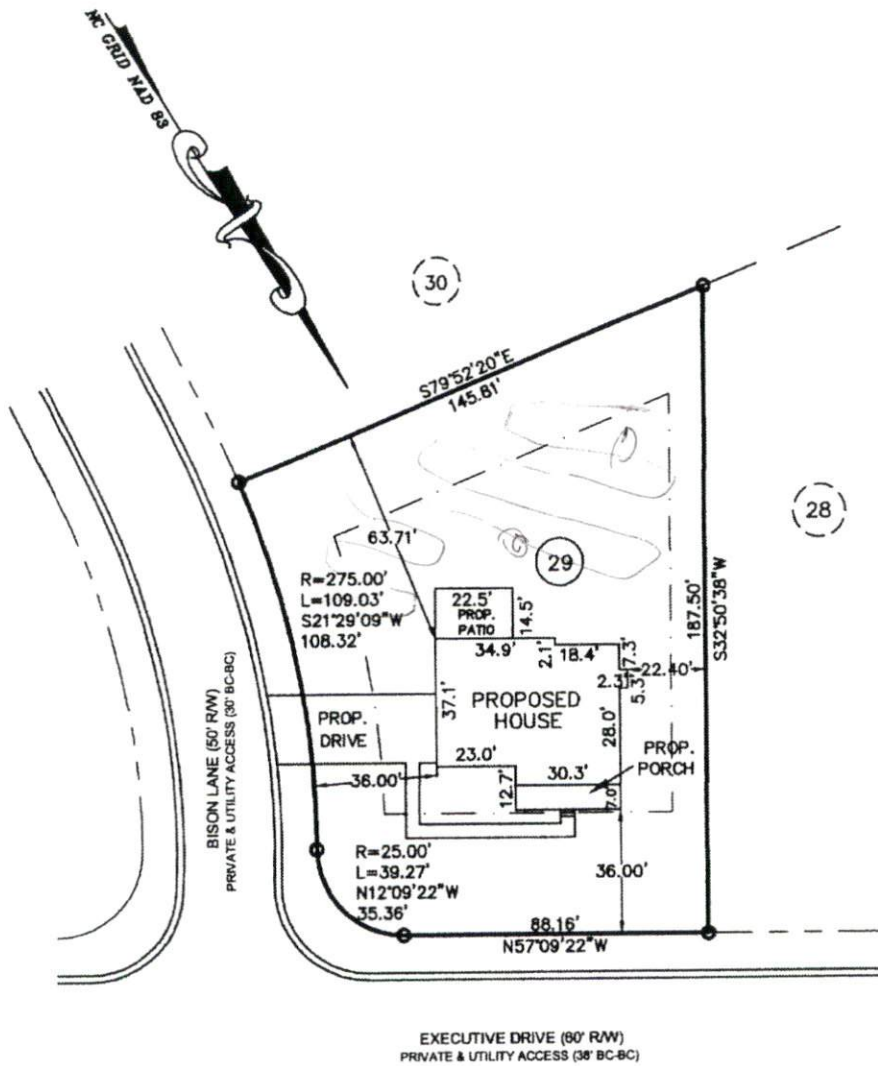 NC GRID NAD 83
30
S79°52'20"E
145.81'
28
63.71'
29
R=275.00'
L=109.03'
S21°29'09"W
108.32'
187.50'
S32°50'38"W
22.5'
PROP.
PATIO
14.5'
34.9'
2.1'
18.4'
7.3'
22.40'
2.3'
5.3'
37.1'
PROPOSED
HOUSE
28.0'
PROP.
DRIVE
PROP.
PORCH
23.0'
30.3'
12.7'
7.0'
36.00'
BISON LANE (50' R/W)
PRIVATE & UTILITY ACCESS (30' BC-BC)
R=25.00'
L=39.27'
N12°09'22"W
35.36'
36.00'
88.16'
N57°09'22"W
EXECUTIVE DRIVE (60' R/W)
PRIVATE & UTILITY ACCESS (38' BC-BC)